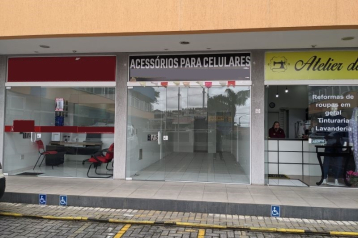 ACESSÓRIOS PARA CELULARES
Atelier d
Reformas de
roupas em
geral
Tinturaria
Lavanderia